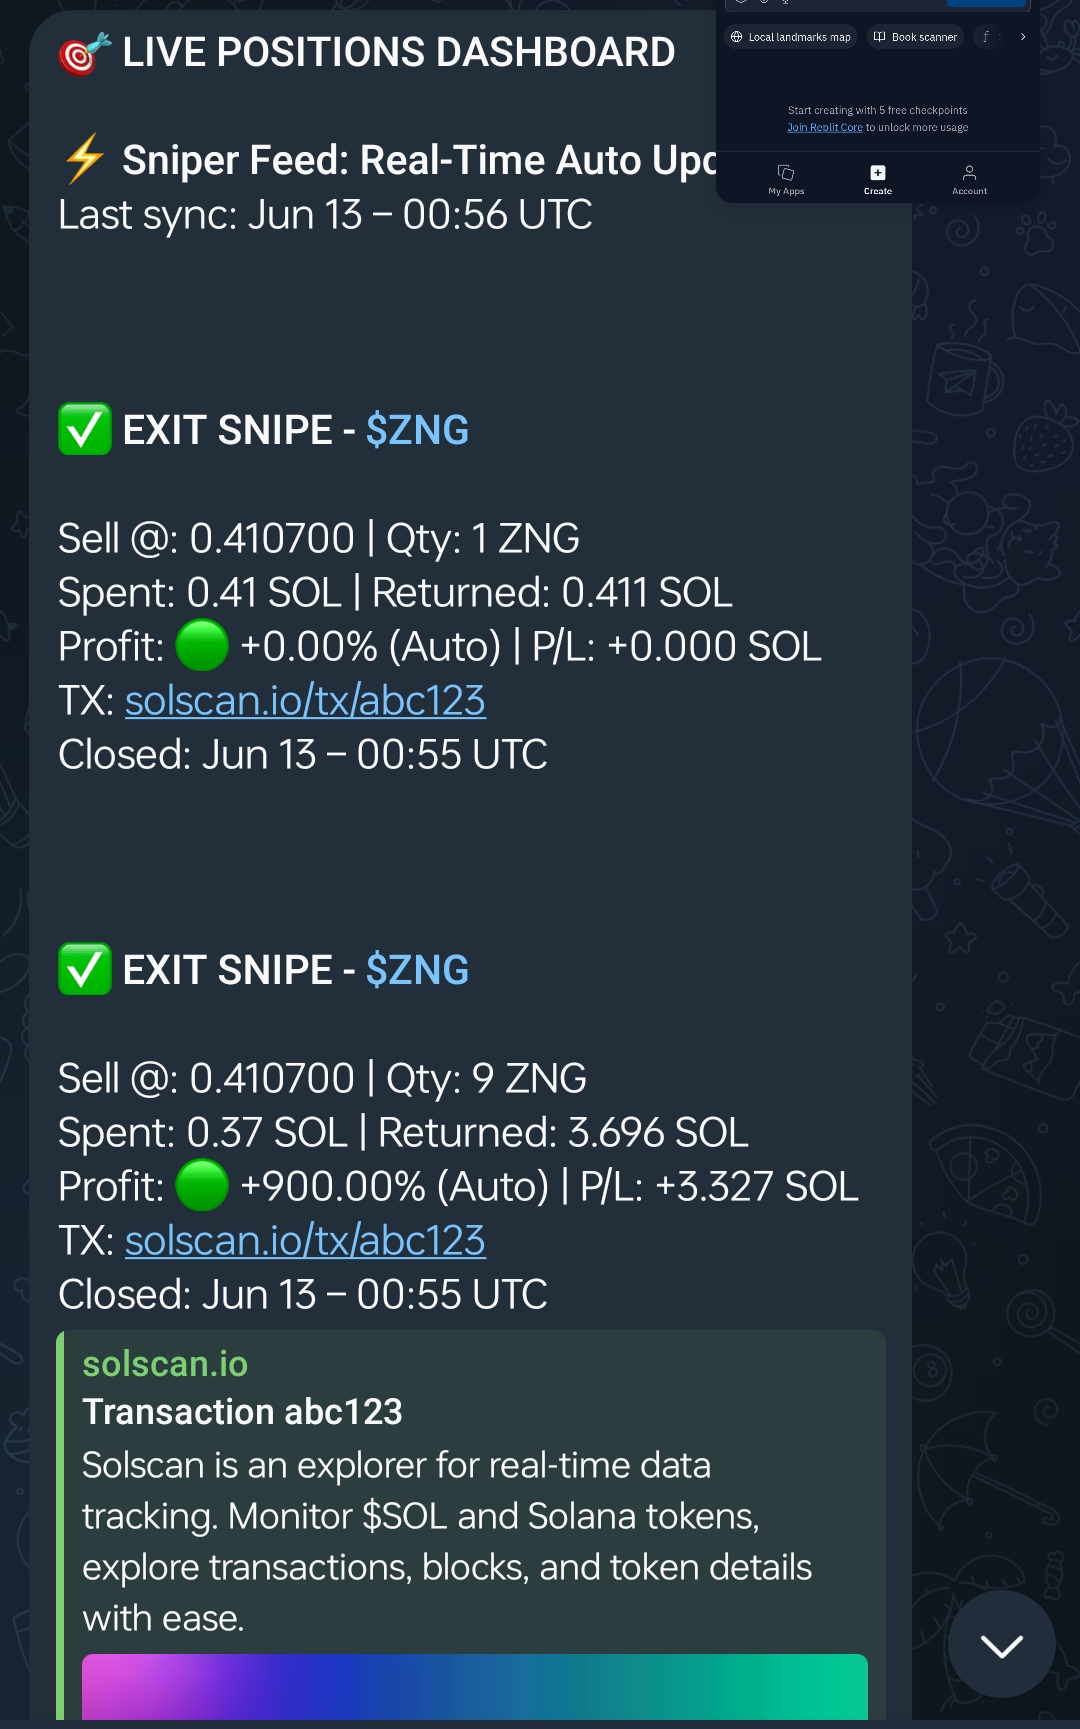 🎯 LIVE POSITIONS DASHBOARD
Local landmarks map
Book scanner
Start creating with 5 free checkpoints
Join Replit Core to unlock more usage
My Apps
Create
Account
⚡ Sniper Feed: Real-Time Auto
Last sync: Jun 13 – 00:56 UTC
✅ EXIT SNIPE - $ZNG
Sell @: 0.410700 | Qty: 1 ZNG
Spent: 0.41 SOL | Returned: 0.411 SOL
Profit: 🟢 +0.00% (Auto) | P/L: +0.000 SOL
TX: solscan.io/tx/abc123
Closed: Jun 13 – 00:55 UTC
✅ EXIT SNIPE - $ZNG
Sell @: 0.410700 | Qty: 9 ZNG
Spent: 0.37 SOL | Returned: 3.696 SOL
Profit: 🟢 +900.00% (Auto) | P/L: +3.327 SOL
TX: solscan.io/tx/abc123
Closed: Jun 13 – 00:55 UTC
solscan.io
Transaction abc123
Solscan is an explorer for real-time data
tracking. Monitor $SOL and Solana tokens,
explore transactions, blocks, and token details
with ease.